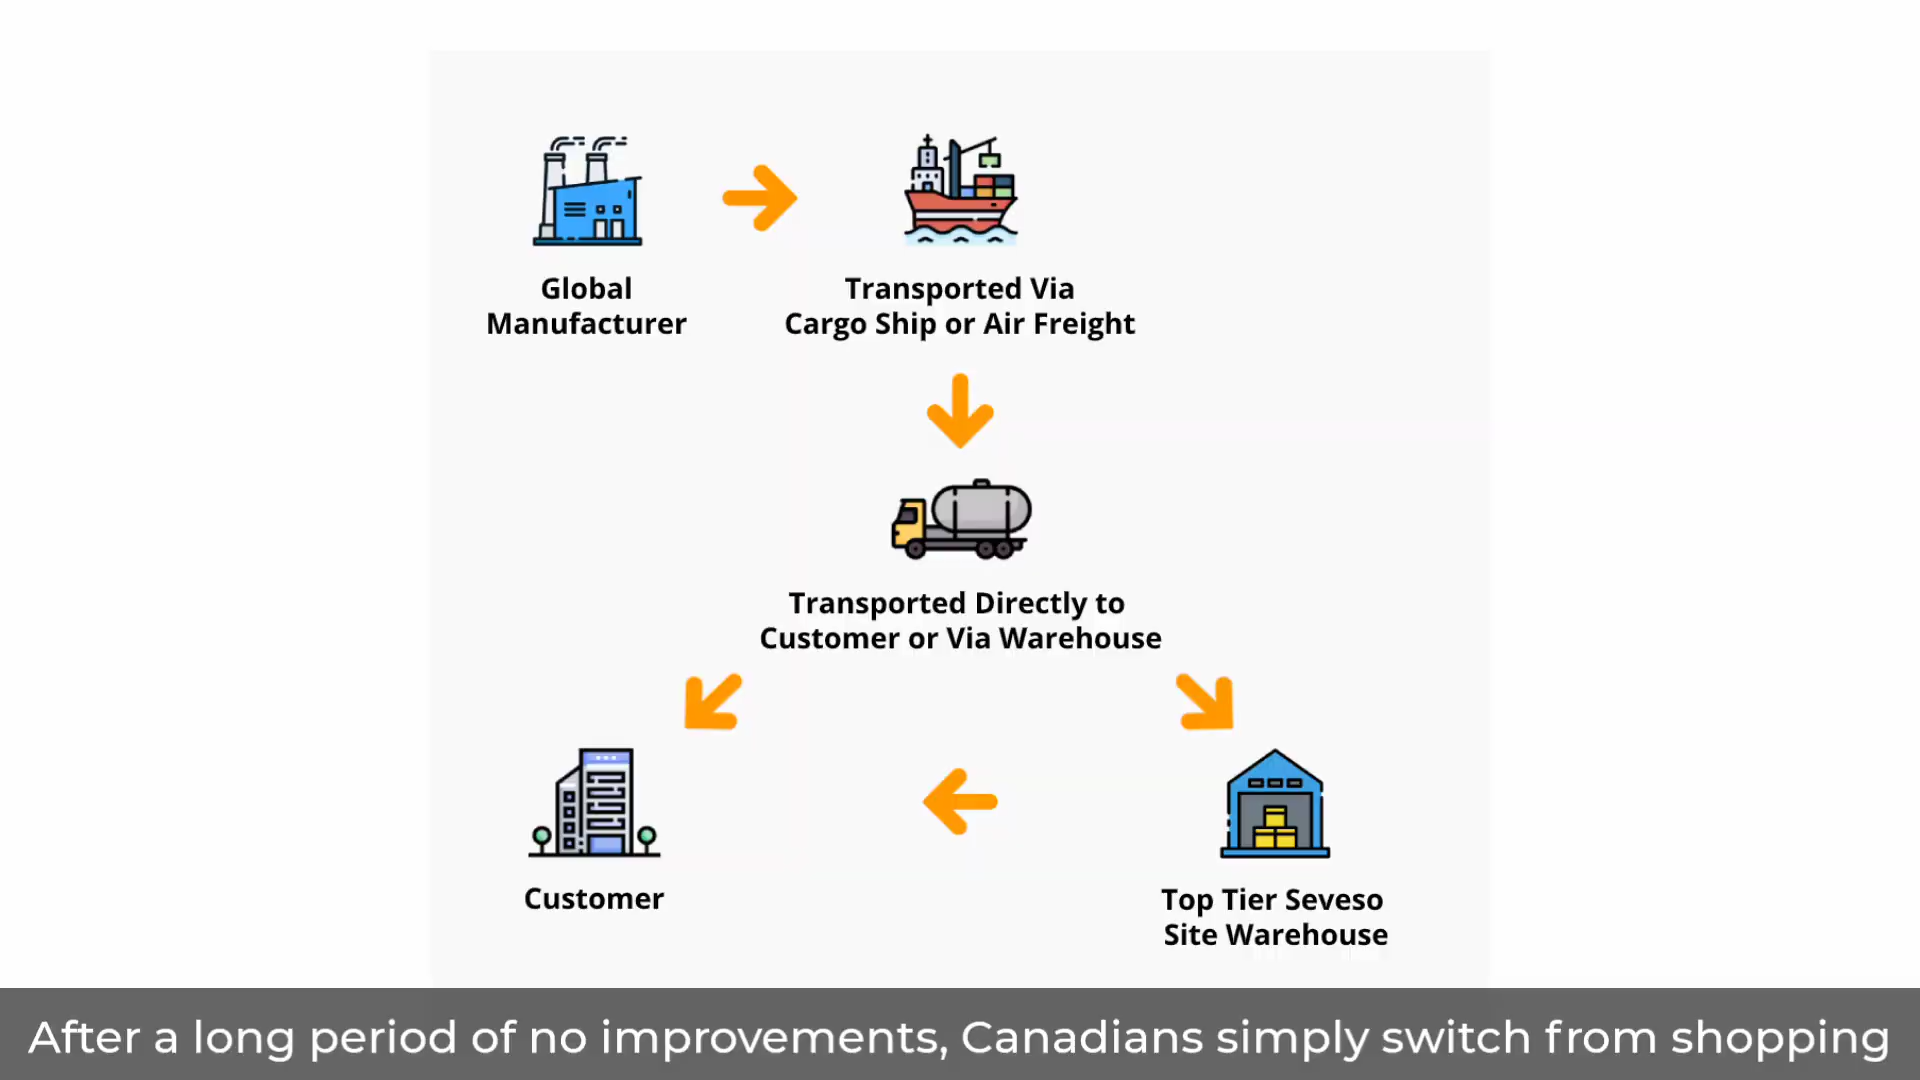 Global
Manufacturer
Transported Via
Cargo Ship or Air Freight
Transported Directly to
Customer or Via Warehouse
Customer
Top Tier Seveso
Site Warehouse
After a long period of no improvements, Canadians simply switch from shopping